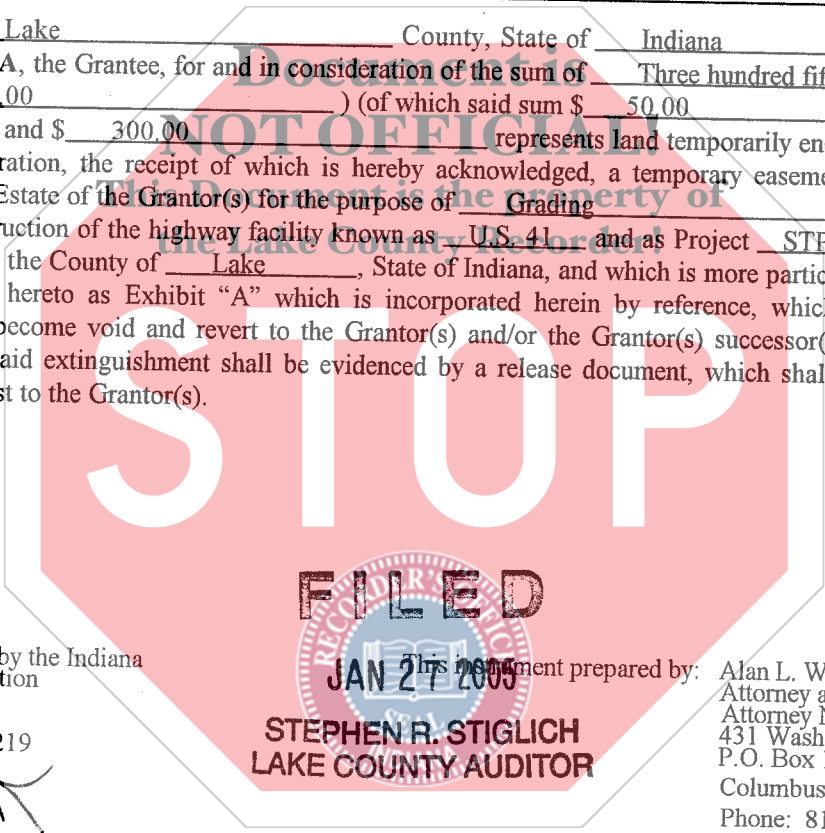 Lake County, State of Indiana
A, the Grantee, for and in consideration of the sum of Three hundred fif
Document is
.00 ) (of which said sum $ 50.00
and $ 300.00 represents land temporarily en
NOT OFFICIAL!
ration, the receipt of which is hereby acknowledged, a temporary easeme
This Document is the property of
Estate of the Grantor(s) for the purpose of Grading
the Lake County Recorder!
uction of the highway facility known as U.S. 41 and as Project STP
the County of Lake , State of Indiana, and which is more partic
hereto as Exhibit “A” which is incorporated herein by reference, whic
become void and revert to the Grantor(s) and/or the Grantor(s) successor(
aid extinguishment shall be evidenced by a release document, which shal
st to the Grantor(s).
STOP
FILED
RECORDER'S OFFICE
by the Indiana
tion
This instrument prepared by: Alan L. W
JAN 27 2005
Attorney a
Attorney N
SEAL
INDIANA
219
431 Wash
P.O. Box
STEPHEN R. STIGLICH
LAKE COUNTY AUDITOR
Columbus
Phone: 81